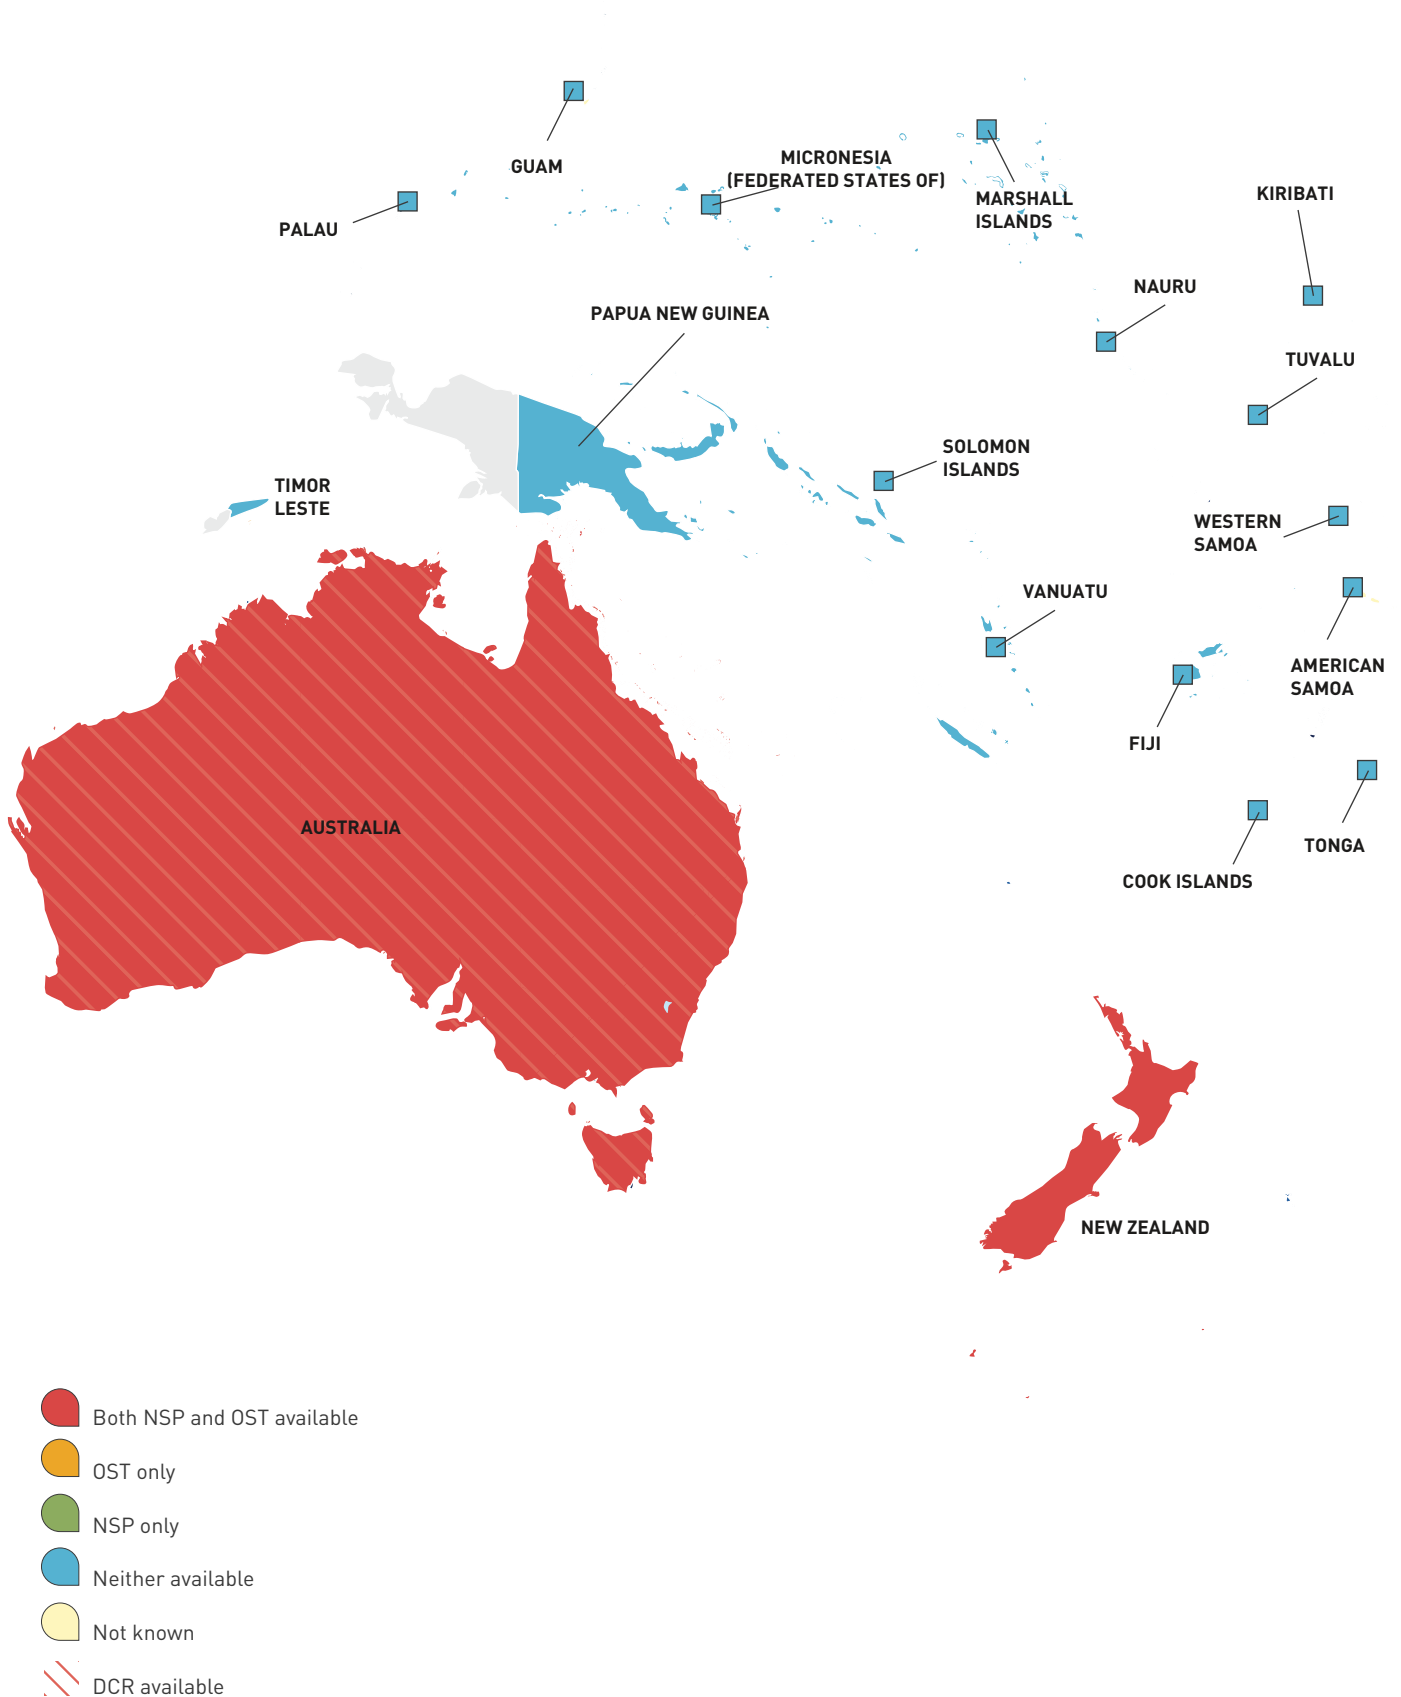 GUAM
MICRONESIA
(FEDERATED STATES OF)
MARSHALL
ISLANDS
KIRIBATI
PALAU
NAURU
PAPUA NEW GUINEA
TUVALU
SOLOMON
ISLANDS
TIMOR
LESTE
WESTERN
SAMOA
VANUATU
AMERICAN
SAMOA
FIJI
AUSTRALIA
TONGA
COOK ISLANDS
NEW ZEALAND
Both NSP and OST available
OST only
NSP only
Neither available
Not known
DCR available